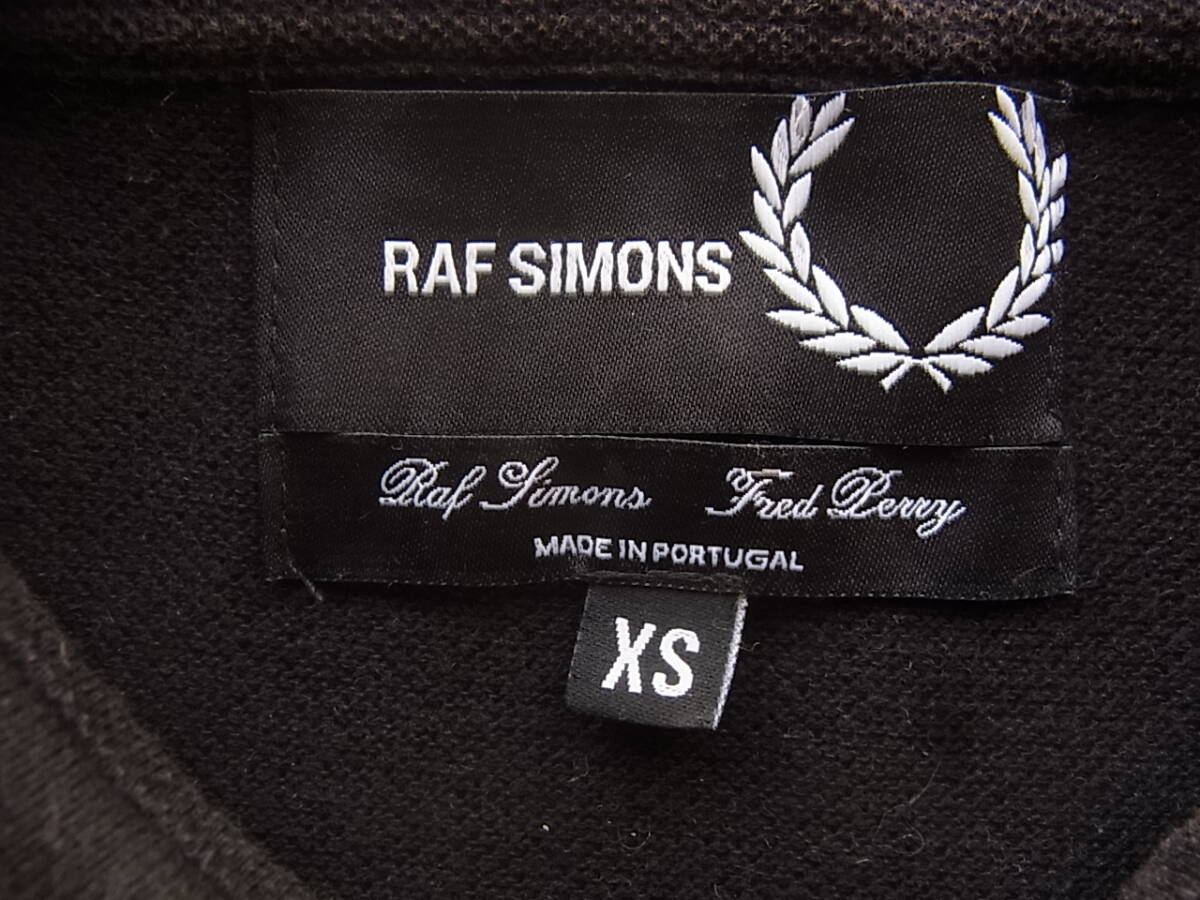 RAF SIMONS
Raf Simons Fred Perry
MADE IN PORTUGAL
XS